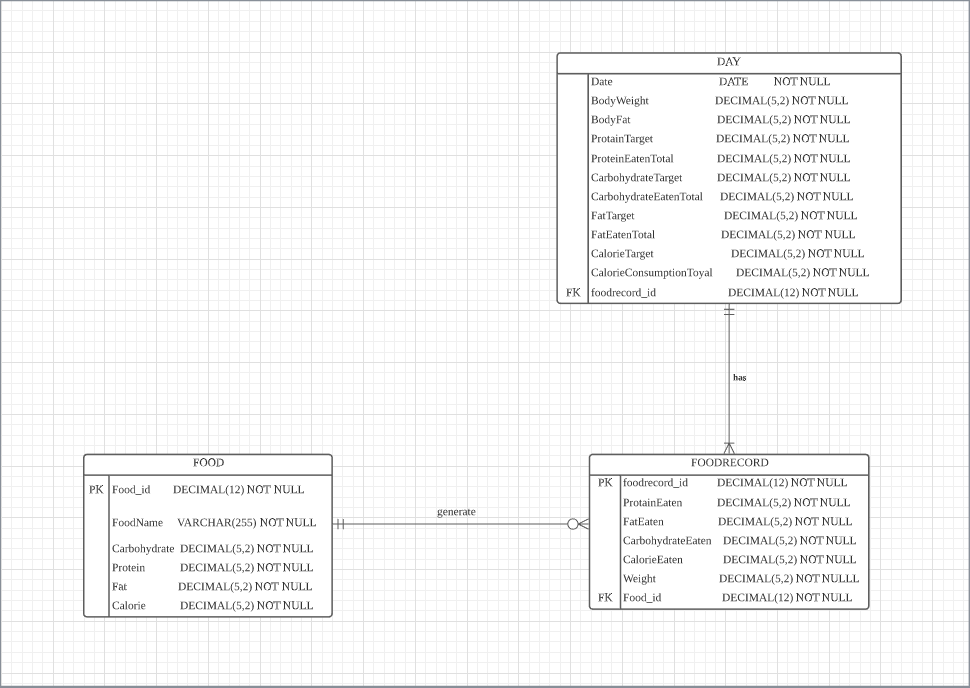 DAY
Date DATE NOT NULL
BodyWeight DECIMAL(5,2) NOT NULL
BodyFat DECIMAL(5,2) NOT NULL
ProtainTarget DECIMAL(5,2) NOT NULL
ProteinEatenTotal DECIMAL(5,2) NOT NULL
CarbohydrateTarget DECIMAL(5,2) NOT NULL
CarbohydrateEatenTotal DECIMAL(5,2) NOT NULL
FatTarget DECIMAL(5,2) NOT NULL
FatEatenTotal DECIMAL(5,2) NOT NULL
CalorieTarget DECIMAL(5,2) NOT NULL
CalorieConsumptionToyal DECIMAL(5,2) NOT NULL
FK foodrecord_id DECIMAL(12) NOT NULL
has
FOOD
PK Food_id DECIMAL(12) NOT NULL
FoodName VARCHAR(255) NOT NULL
Carbohydrate DECIMAL(5,2) NOT NULL
Protein DECIMAL(5,2) NOT NULL
Fat DECIMAL(5,2) NOT NULL
Calorie DECIMAL(5,2) NOT NULL
generate
FOODRECORD
PK foodrecord_id DECIMAL(12) NOT NULL
ProtainEaten DECIMAL(5,2) NOT NULL
FatEaten DECIMAL(5,2) NOT NULL
CarbohydrateEaten DECIMAL(5,2) NOT NULL
CalorieEaten DECIMAL(5,2) NOT NULL
Weight DECIMAL(5,2) NOT NULLL
FK Food_id DECIMAL(12) NOT NULL